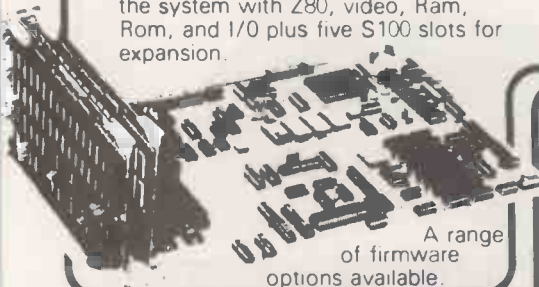 the system with Z80, video, Ram,
Rom, and I/0 plus five S100 slots for
expansion.
A range
of firmware
options available.